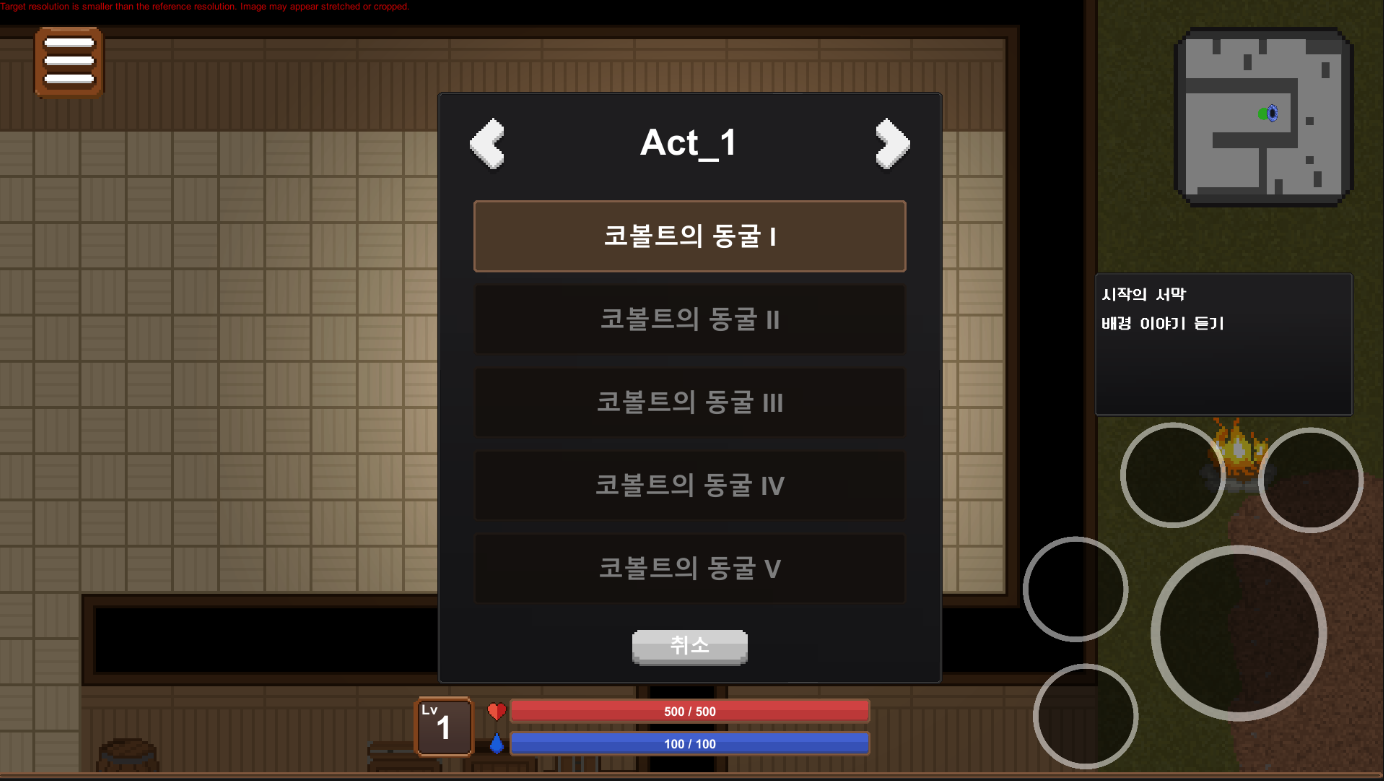 Target resolution is smaller than the reference resolution. Image may appear stretched or cropped.
Act_1
코볼트의 동굴 I
코볼트의 동굴 II
코볼트의 동굴 III
코볼트의 동굴 IV
코볼트의 동굴 V
취소
시작의 서막
배경 이야기 듣기
Lv
1
500 / 500
100 / 100